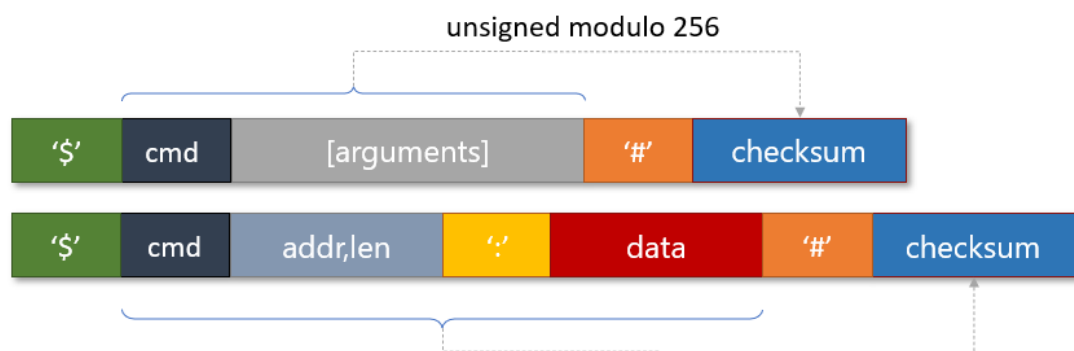 unsigned modulo 256
‘$’ cmd [arguments] ‘#’ checksum
‘$’ cmd addr,len ‘:’ data ‘#’ checksum